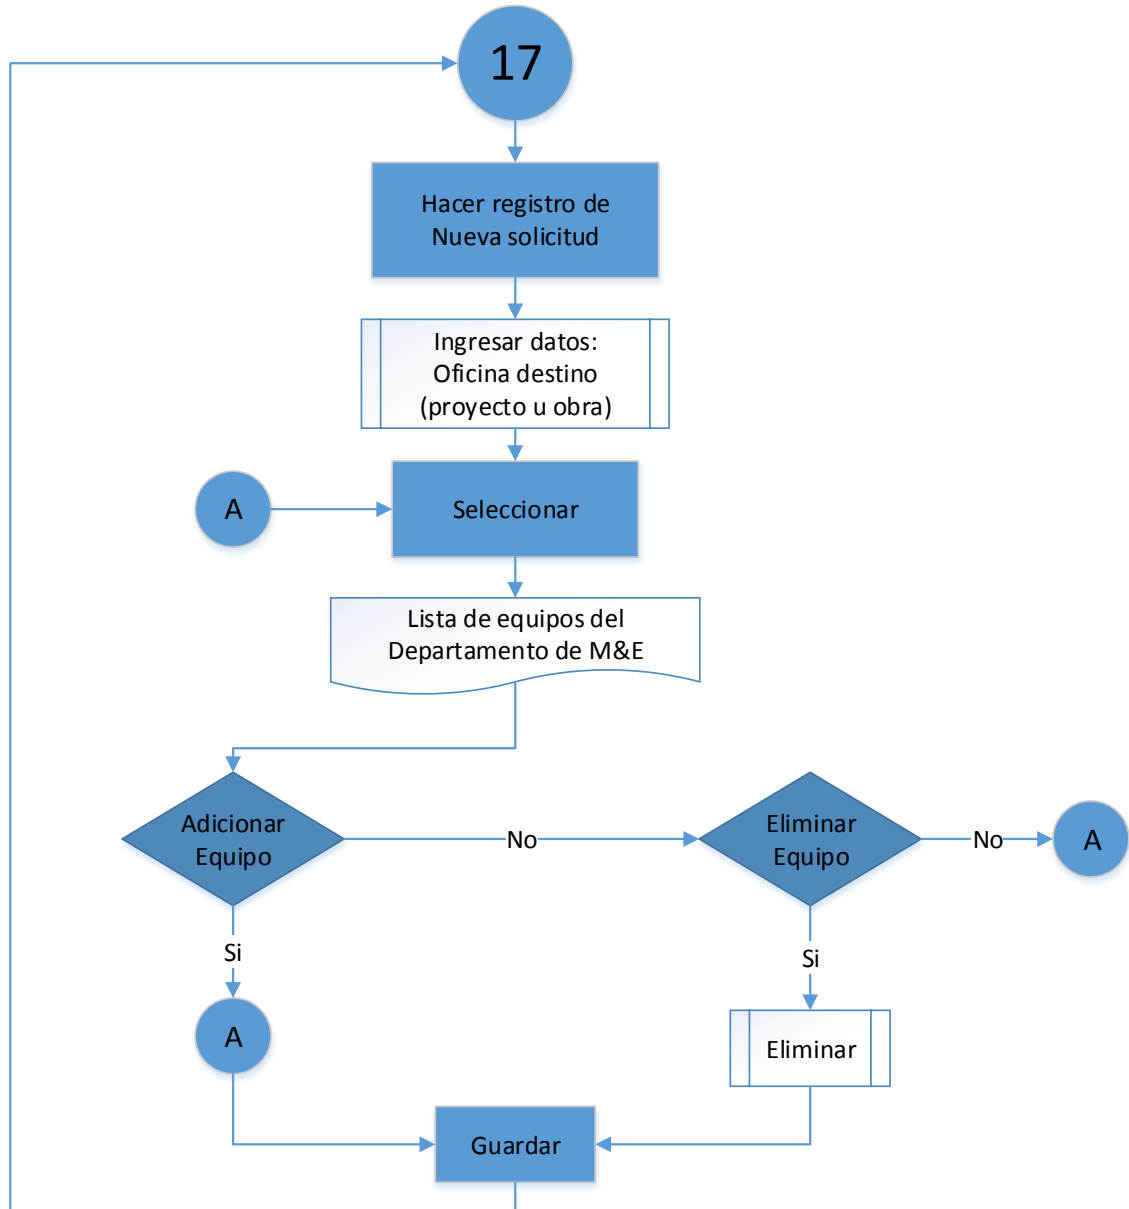 17
Hacer registro de
Nueva solicitud
Ingresar datos:
Oficina destino
(proyecto u obra)
A
Seleccionar
Lista de equipos del
Departamento de M&E
Adicionar
Equipo
No
Eliminar
Equipo
No
A
Si
Si
A
Eliminar
Guardar